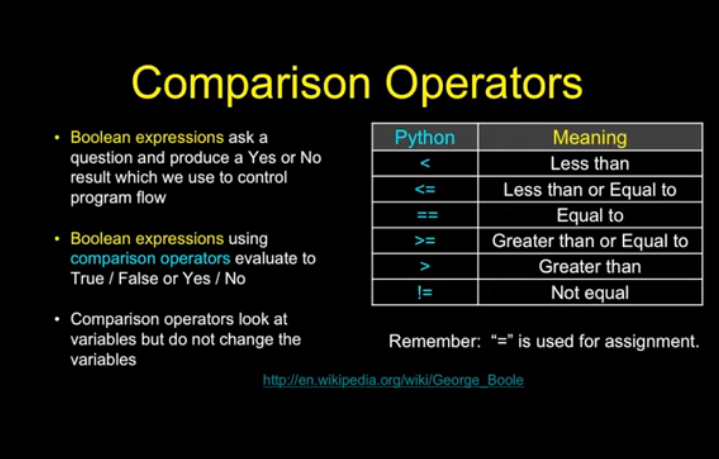 Comparison Operators
• Boolean expressions ask a
question and produce a Yes or No
result which we use to control
program flow
• Boolean expressions using
comparison operators evaluate to
True / False or Yes / No
• Comparison operators look at
variables but do not change the
variables
Python Meaning
< Less than
<= Less than or Equal to
== Equal to
>= Greater than or Equal to
> Greater than
!= Not equal
Remember: “=” is used for assignment.
http://en.wikipedia.org/wiki/George_Boole